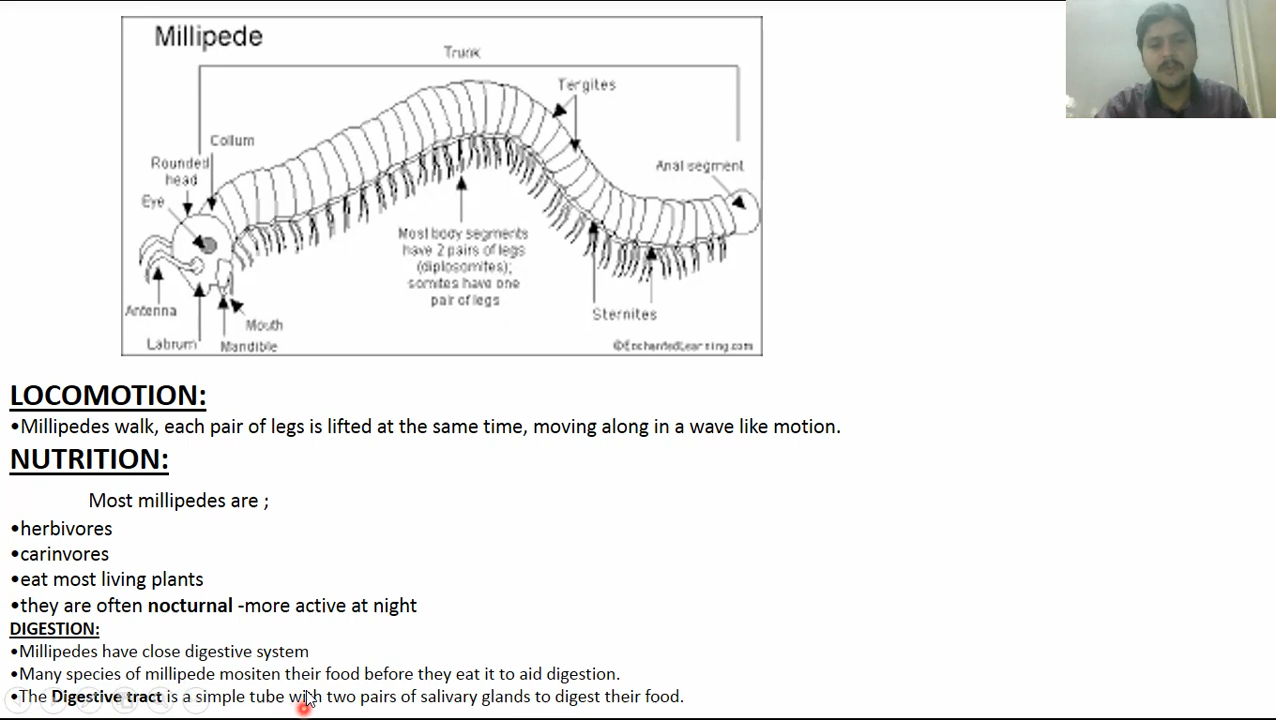 Millipede
Trunk
Tergites
Collum
Rounded
head
Anal segment
Eye
Most body segments
have 2 pairs of legs
(diplosomites);
somites have one
pair of legs
Antenna
Sternites
Mouth
Labrum
Mandible
©EnchantedLearning.com
LOCOMOTION:
•Millipedes walk, each pair of legs is lifted at the same time, moving along in a wave like motion.
NUTRITION:
Most millipedes are ;
•herbivores
•carinvores
•eat most living plants
•they are often nocturnal -more active at night
DIGESTION:
•Millipedes have close digestive system
•Many species of millipede mositen their food before they eat it to aid digestion.
•The Digestive tract is a simple tube with two pairs of salivary glands to digest their food.